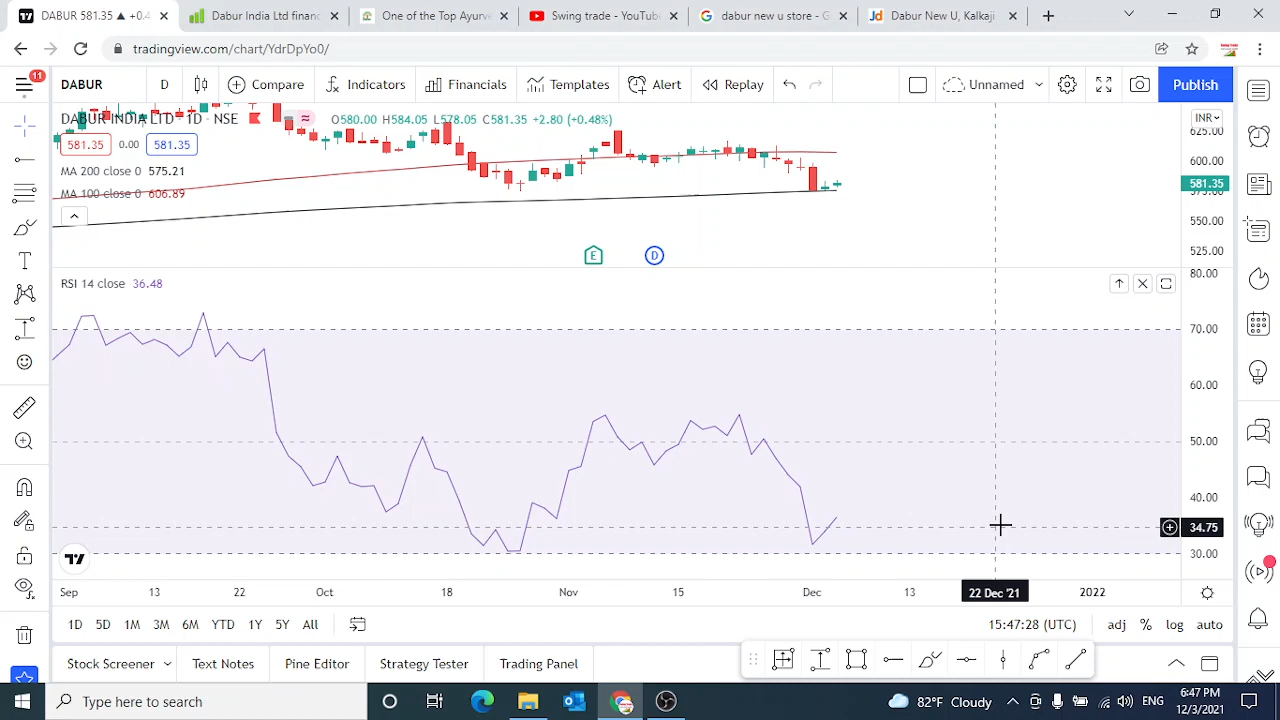 DABUR 581.35 ▲ +0.4
Dabur India Ltd financ
One of the Top Ayurve
Swing trade - YouTube
dabur new u store - G
Dabur New U, Kalkaji
tradingview.com/chart/YdrDpYo0/
11
DABUR
D
Compare
Indicators
Financials
Templates
Alert
Replay
Unnamed
Publish
DABUR INDIA LTD · 1D · NSE
O580.00 H584.05 L578.05 C581.35 +2.80 (+0.48%)
INR
581.35 0.00 581.35
MA 200 close 0 575.21
MA 100 close 0 606.89
625.00
600.00
581.35
575.00
550.00
525.00
E
D
RSI 14 close 36.48
80.00
70.00
60.00
50.00
40.00
34.75
30.00
Sep 13 22 Oct 18 Nov 15 Dec 13 22 Dec '21 2022
1D 5D 1M 3M 6M YTD 1Y 5Y All
15:47:28 (UTC) adj % log auto
Stock Screener
Text Notes
Pine Editor
Strategy Tester
Trading Panel
Type here to search
82°F Cloudy
ENG
6:47 PM
12/3/2021